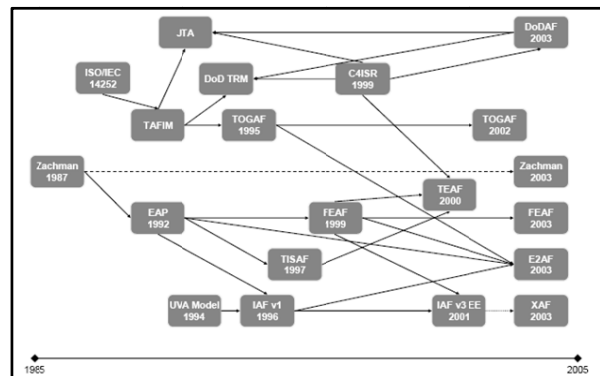 JTA
DoDAF
2003
ISO/IEC
14252
DoD TRM
C4ISR
1999
TAFIM
TOGAF
1995
TOGAF
2002
Zachman
1987
Zachman
2003
TEAF
2000
EAP
1992
FEAF
1999
FEAF
2003
TISAF
1997
E2AF
2003
UVA Model
1994
IAF v1
1996
IAF v3 EE
2001
XAF
2003
1985
2005